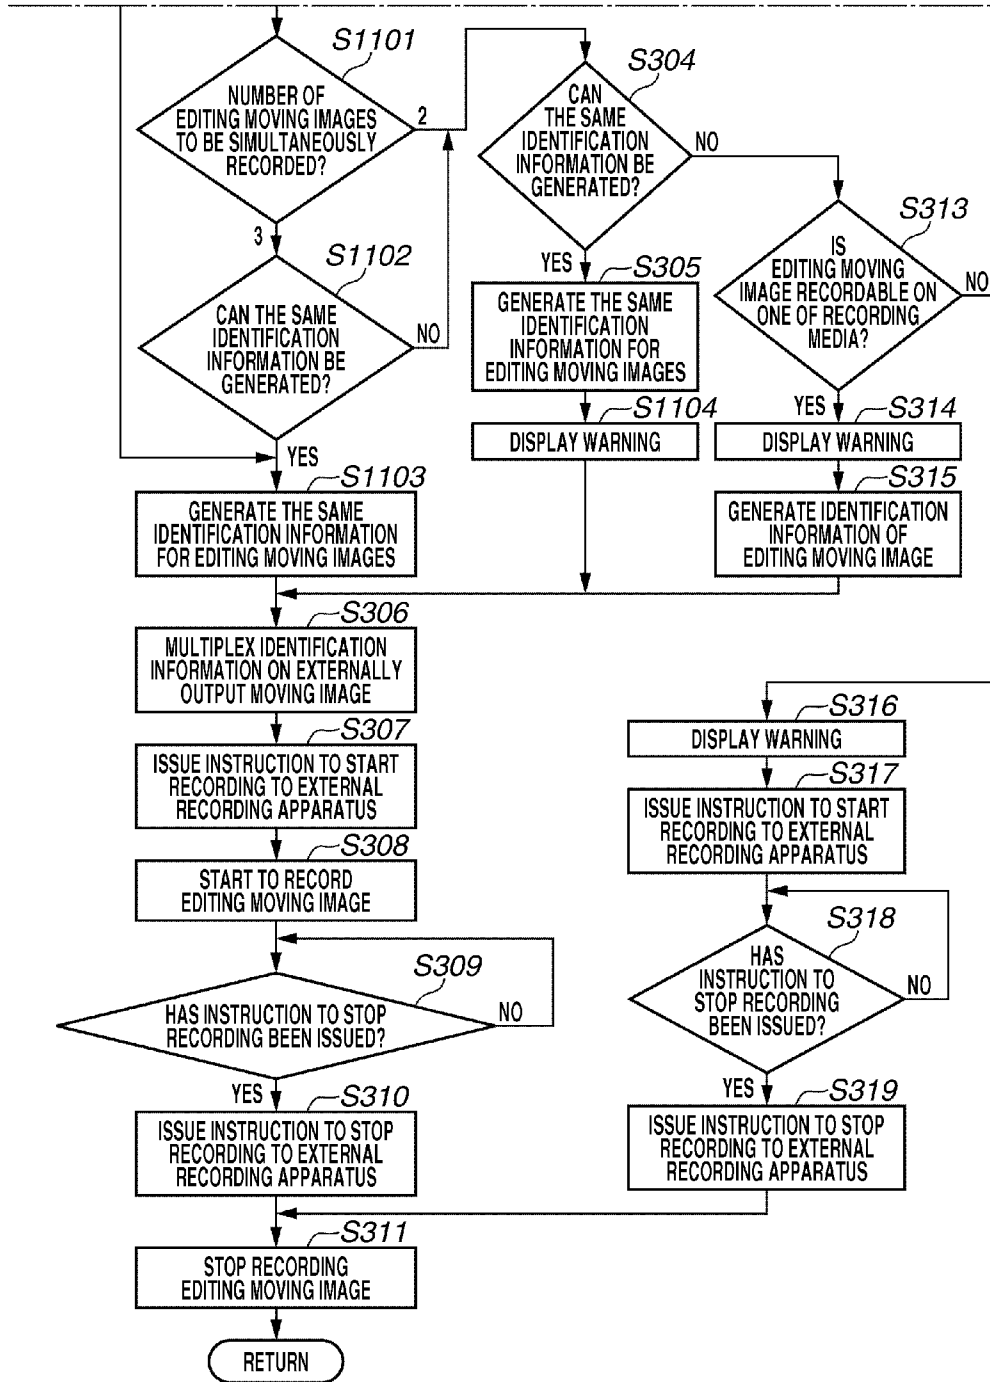 S1101
NUMBER OF
EDITING MOVING IMAGES
TO BE SIMULTANEOUSLY
RECORDED?
2
3
S1102
CAN THE SAME
IDENTIFICATION
INFORMATION BE
GENERATED?
NO
YES
S1103
GENERATE THE SAME
IDENTIFICATION INFORMATION
FOR EDITING MOVING IMAGES
S304
CAN
THE SAME
IDENTIFICATION
INFORMATION BE
GENERATED?
NO
YES
S305
GENERATE THE SAME
IDENTIFICATION
INFORMATION FOR
EDITING MOVING IMAGES
S1104
DISPLAY WARNING
S313
IS
EDITING MOVING
IMAGE RECORDABLE ON
ONE OF RECORDING
MEDIA?
NO
YES
S314
DISPLAY WARNING
S315
GENERATE IDENTIFICATION
INFORMATION OF
EDITING MOVING IMAGE
S306
MULTIPLEX IDENTIFICATION
INFORMATION ON EXTERNALLY
OUTPUT MOVING IMAGE
S307
ISSUE INSTRUCTION TO START
RECORDING TO EXTERNAL
RECORDING APPARATUS
S308
START TO RECORD
EDITING MOVING IMAGE
S309
HAS INSTRUCTION TO STOP
RECORDING BEEN ISSUED?
NO
YES
S310
ISSUE INSTRUCTION TO STOP
RECORDING TO EXTERNAL
RECORDING APPARATUS
S316
DISPLAY WARNING
S317
ISSUE INSTRUCTION TO START
RECORDING TO EXTERNAL
RECORDING APPARATUS
S318
HAS
INSTRUCTION TO
STOP RECORDING
BEEN ISSUED?
NO
YES
S319
ISSUE INSTRUCTION TO STOP
RECORDING TO EXTERNAL
RECORDING APPARATUS
S311
STOP RECORDING
EDITING MOVING IMAGE
RETURN